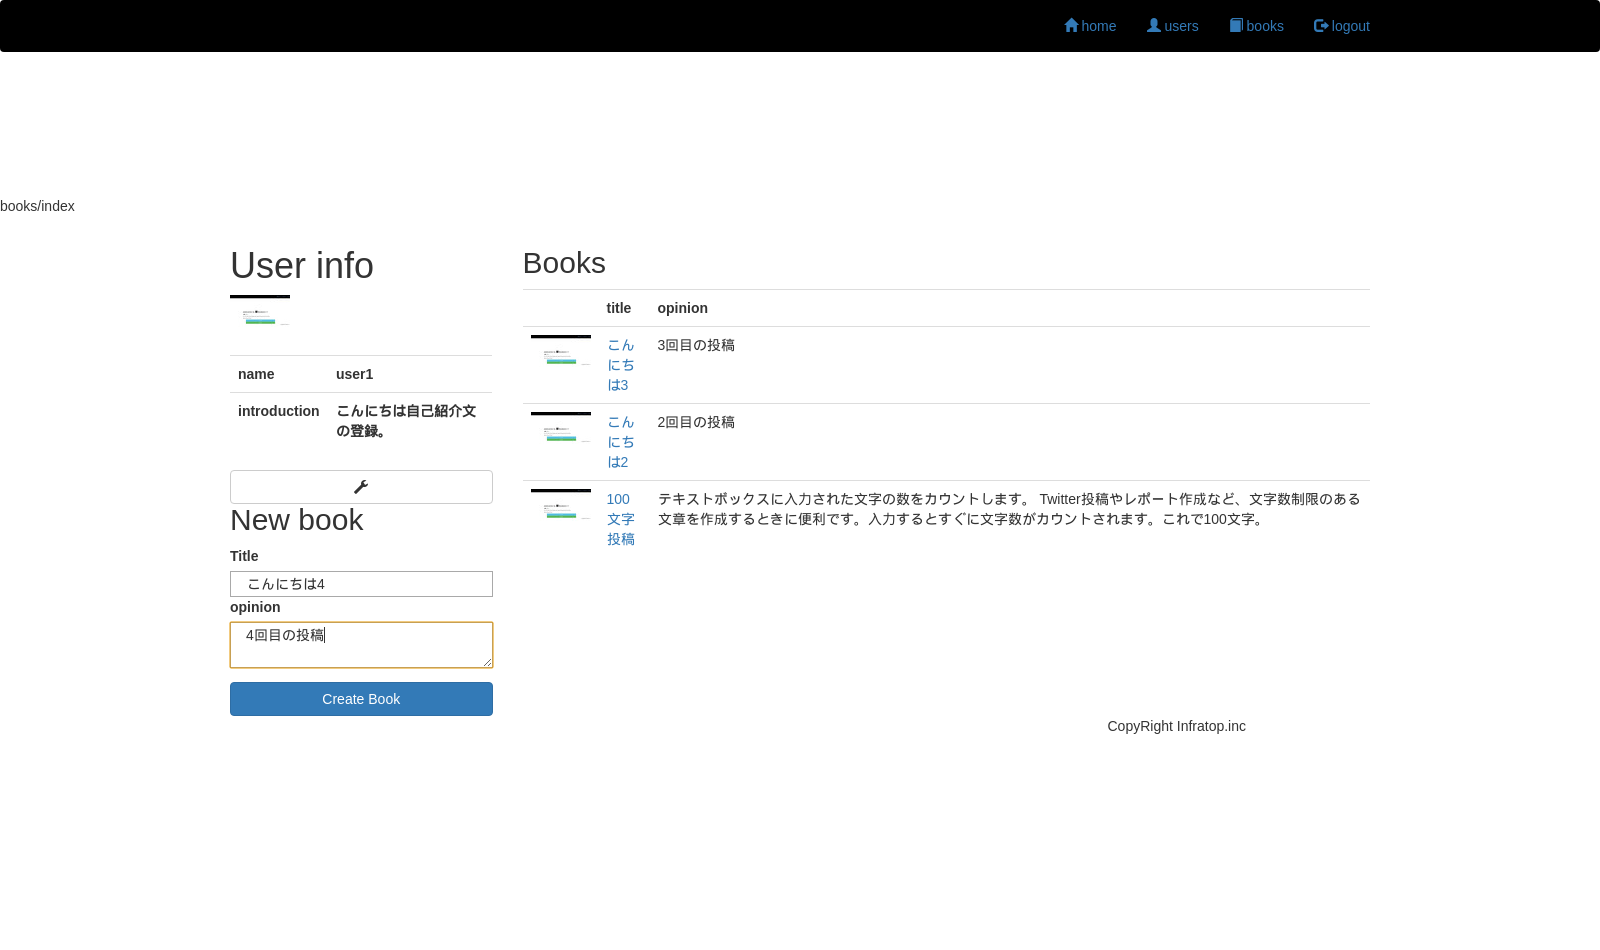 home users books logout
books/index
User info
name user1
introduction こんにちは自己紹介文
の登録。
New book
Title
こんにちは4
opinion
4回目の投稿
Create Book
Books
title opinion
こん 3回目の投稿
にち
は3
こん 2回目の投稿
にち
は2
100 テキストボックスに入力された文字の数をカウントします。 Twitter投稿やレポート作成など、文字数制限のある
文字 文章を作成するときに便利です。入力するとすぐに文字数がカウントされます。これで100文字。
投稿
CopyRight Infratop.inc